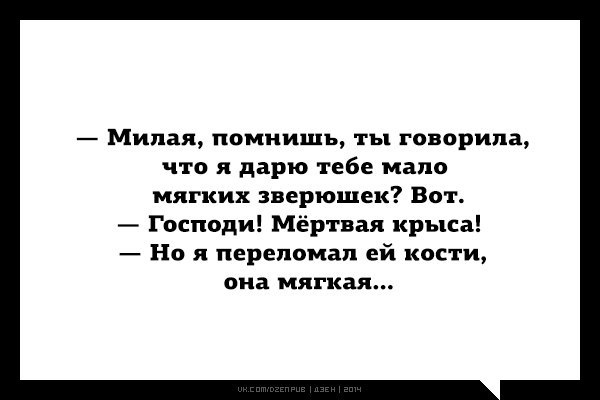 — Милая, помнишь, ты говорила,
что я дарю тебе мало
мягких зверюшек? Вот.
— Господи! Мёртвая крыса!
— Но я переломал ей кости,
она мягкая...
VK.COM/DZENPUB | ДЗЕН | 2014